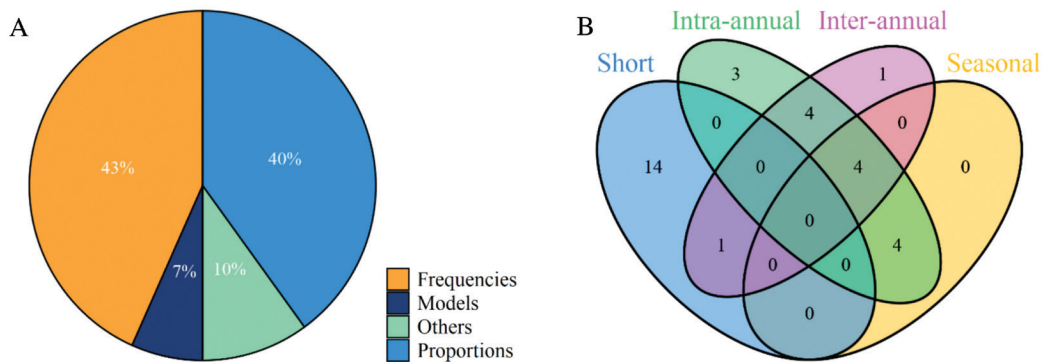 A
43%
40%
7%
10%
Frequencies
Models
Others
Proportions
B
Intra-annual
Inter-annual
Short
Seasonal
3
1
0
4
0
14
0
4
0
0
1
0
0
4
0